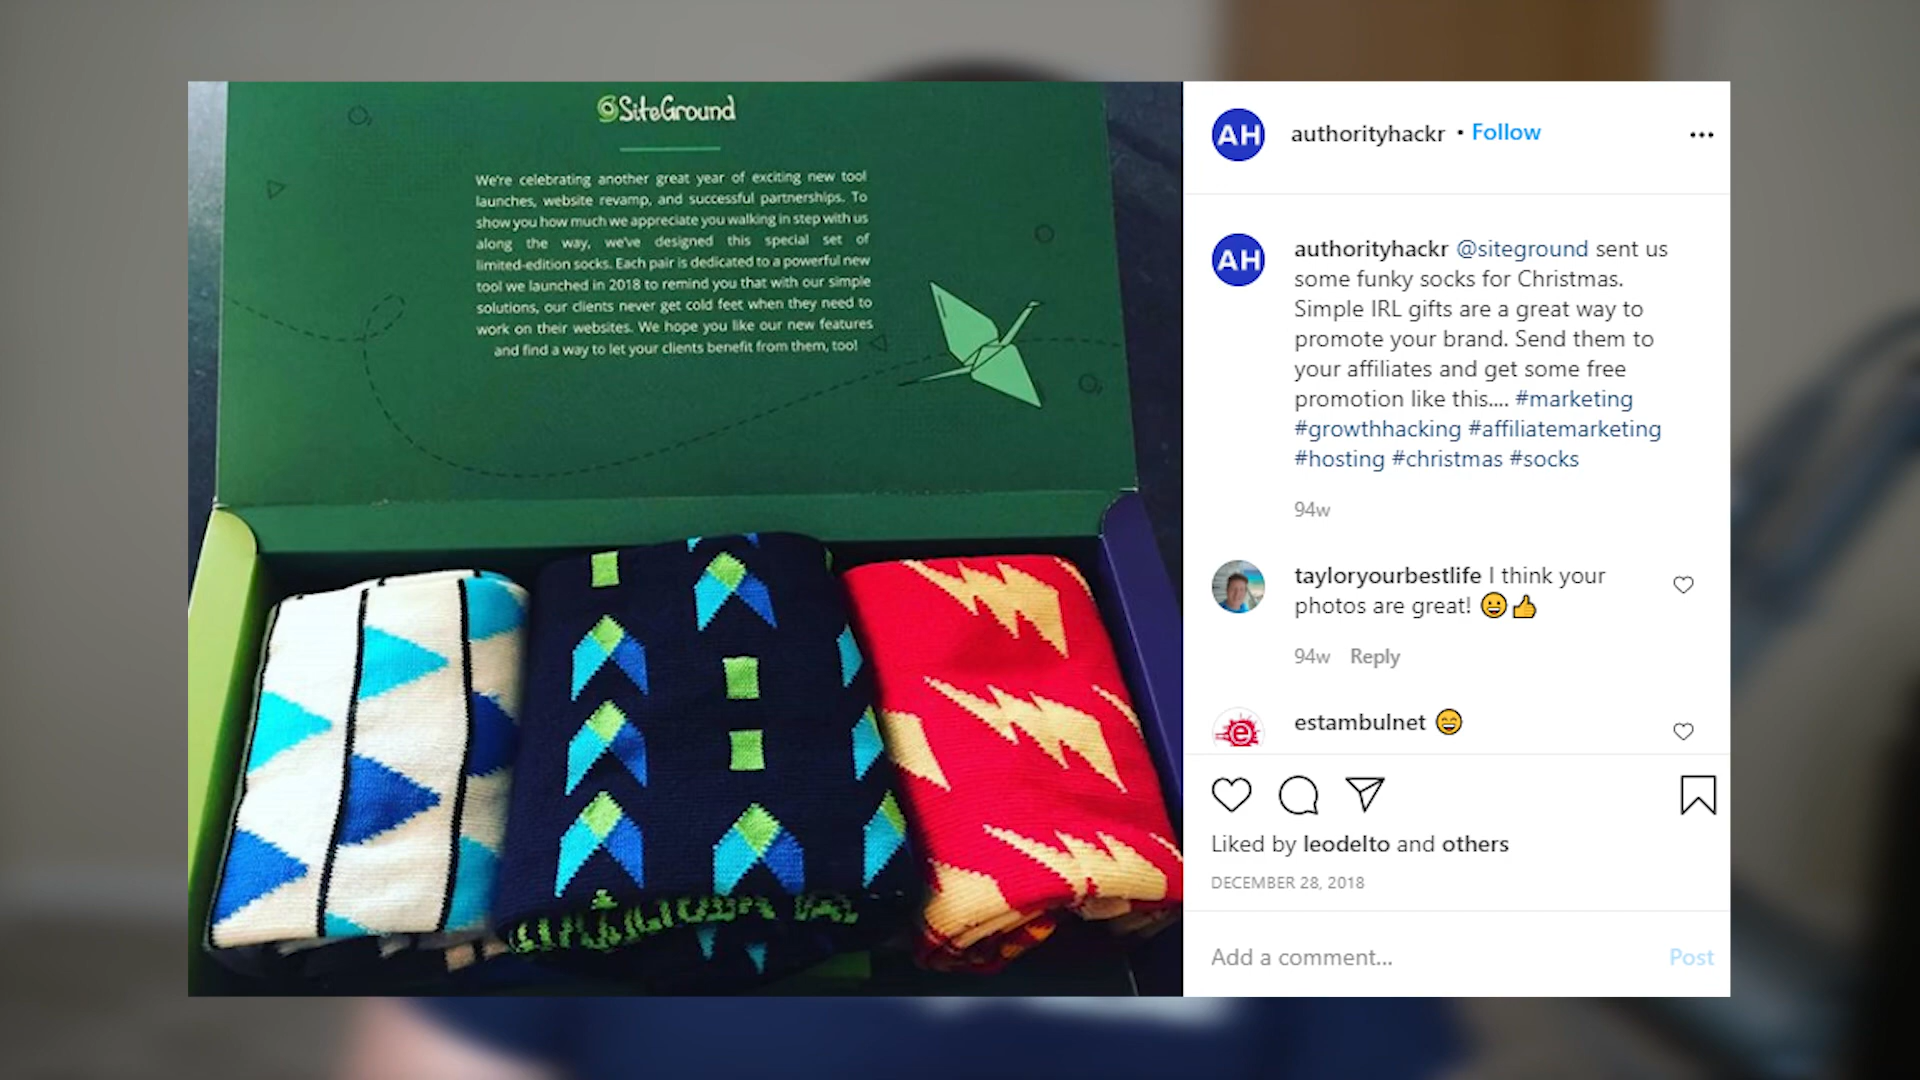 SiteGround
We're celebrating another great year of exciting new tool
launches, website revamp, and successful partnerships. To
show you how much we appreciate you walking in step with us
along the way, we've designed this special set of
limited-edition socks. Each pair is dedicated to a powerful new
tool we launched in 2018 to remind you that with our simple
solutions, our clients never get cold feet when they need to
work on their websites. We hope you like our new features
and find a way to let your clients benefit from them, too!
AH authorityhackr • Follow
AH authorityhackr @siteground sent us
some funky socks for Christmas.
Simple IRL gifts are a great way to
promote your brand. Send them to
your affiliates and get some free
promotion like this.... #marketing
#growthhacking #affiliatemarketing
#hosting #christmas #socks
94w
tayloryourbestlife I think your
photos are great! 😀👍
94w Reply
e estambulnet 😄
Liked by leodelto and others
DECEMBER 28, 2018
Add a comment... Post